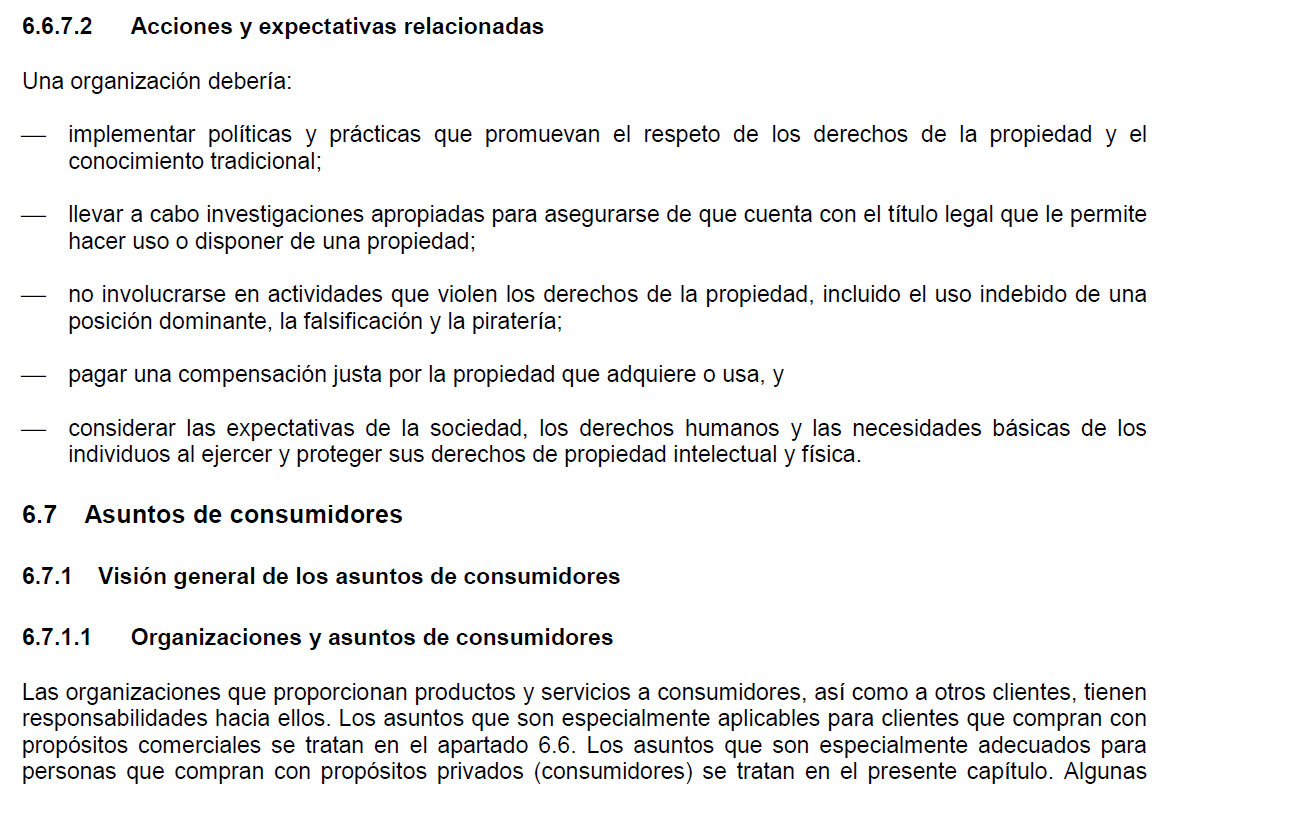 6.6.7.2 Acciones y expectativas relacionadas
Una organización debería:
— implementar políticas y prácticas que promuevan el respeto de los derechos de la propiedad y el
conocimiento tradicional;
— llevar a cabo investigaciones apropiadas para asegurarse de que cuenta con el título legal que le permite
hacer uso o disponer de una propiedad;
— no involucrarse en actividades que violen los derechos de la propiedad, incluido el uso indebido de una
posición dominante, la falsificación y la piratería;
— pagar una compensación justa por la propiedad que adquiere o usa, y
— considerar las expectativas de la sociedad, los derechos humanos y las necesidades básicas de los
individuos al ejercer y proteger sus derechos de propiedad intelectual y física.
6.7 Asuntos de consumidores
6.7.1 Visión general de los asuntos de consumidores
6.7.1.1 Organizaciones y asuntos de consumidores
Las organizaciones que proporcionan productos y servicios a consumidores, así como a otros clientes, tienen
responsabilidades hacia ellos. Los asuntos que son especialmente aplicables para clientes que compran con
propósitos comerciales se tratan en el apartado 6.6. Los asuntos que son especialmente adecuados para
personas que compran con propósitos privados (consumidores) se tratan en el presente capítulo. Algunas